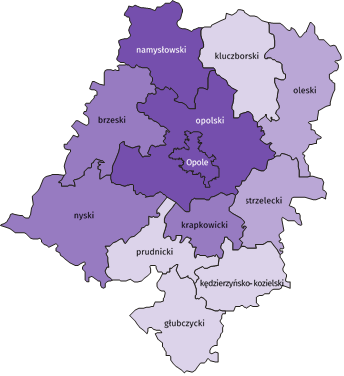 namysłowski
kluczborski
oleski
brzeski
opolski
Opole
strzelecki
nyski
krapkowicki
prudnicki
kędzierzyńsko-kozielski
głubczycki